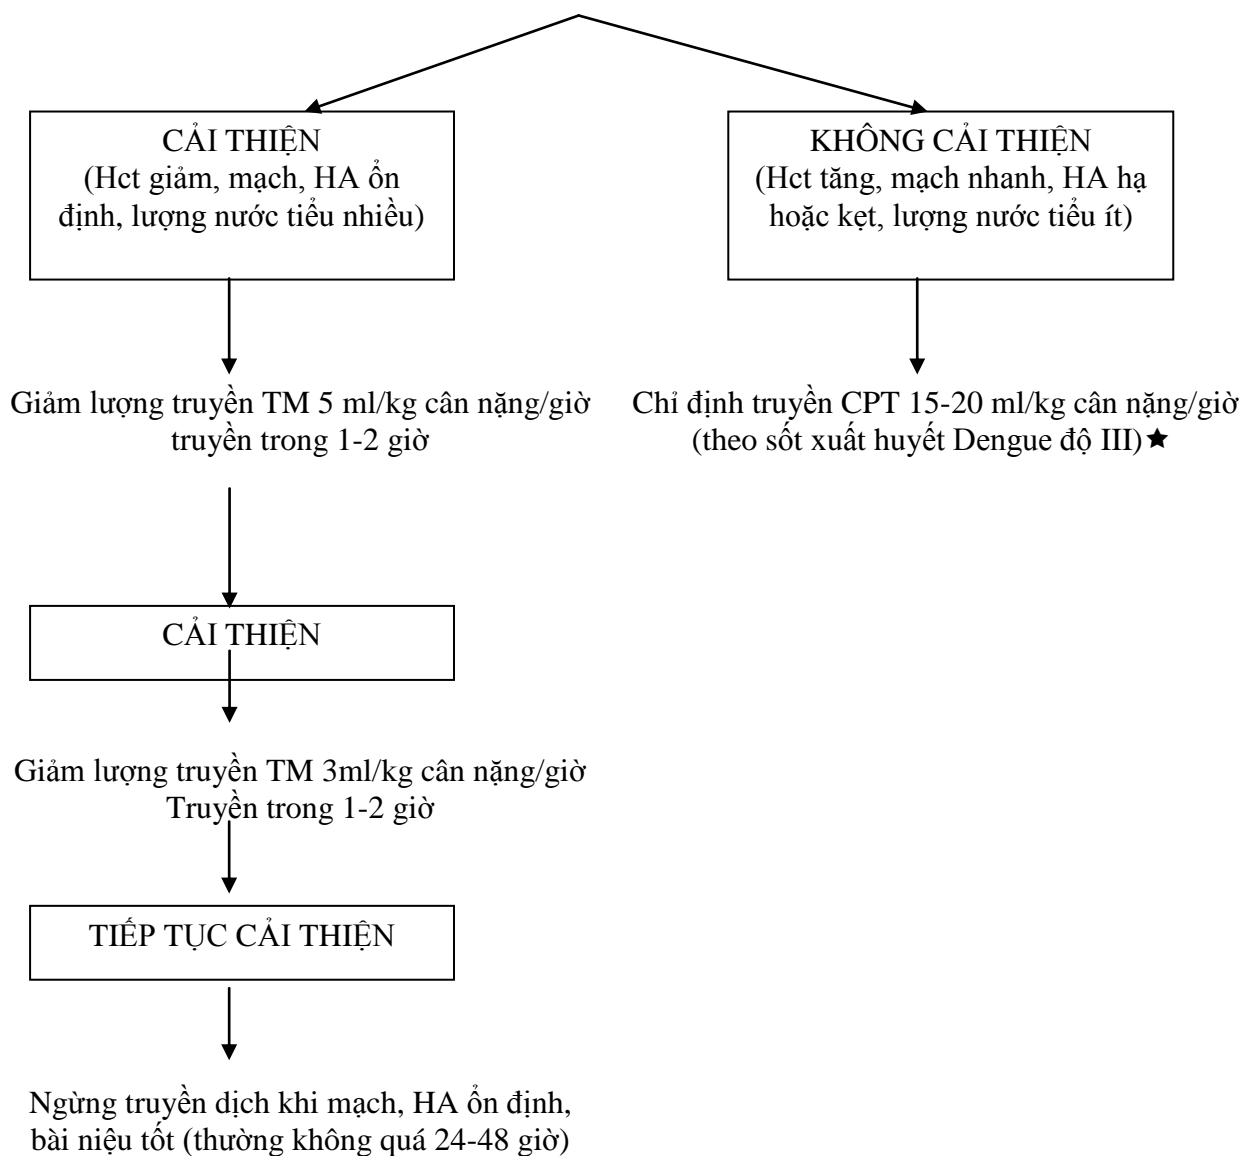 CẢI THIỆN
(Hct giảm, mạch, HA ổn
định, lượng nước tiểu nhiều)
KHÔNG CẢI THIỆN
(Hct tăng, mạch nhanh, HA hạ
hoặc kẹt, lượng nước tiểu ít)
Giảm lượng truyền TM 5 ml/kg cân nặng/giờ
truyền trong 1-2 giờ
Chỉ định truyền CPT 15-20 ml/kg cân nặng/giờ
(theo sốt xuất huyết Dengue độ III)★
CẢI THIỆN
Giảm lượng truyền TM 3ml/kg cân nặng/giờ
Truyền trong 1-2 giờ
TIẾP TỤC CẢI THIỆN
Ngừng truyền dịch khi mạch, HA ổn định,
bài niệu tốt (thường không quá 24-48 giờ)